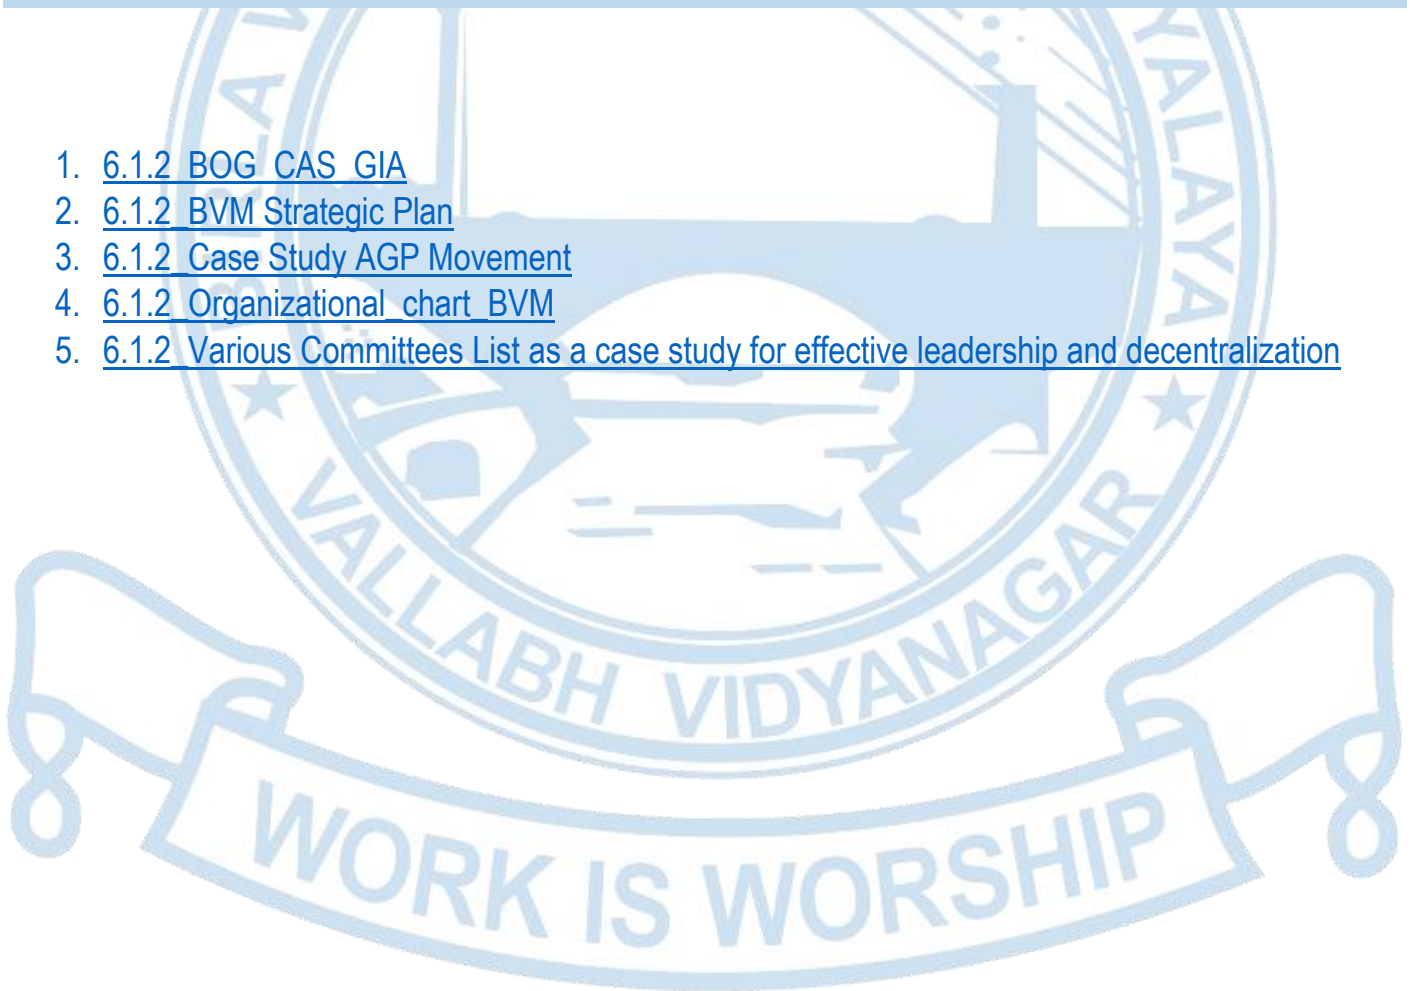 1. 6.1.2_BOG_CAS_GIA
2. 6.1.2_BVM Strategic Plan
3. 6.1.2_Case Study AGP Movement
4. 6.1.2_Organizational_chart_BVM
5. 6.1.2_Various Committees List as a case study for effective leadership and decentralization
BIRLA V
YALAYA
VALLABH VIDYANAGAR
WORK IS WORSHIP